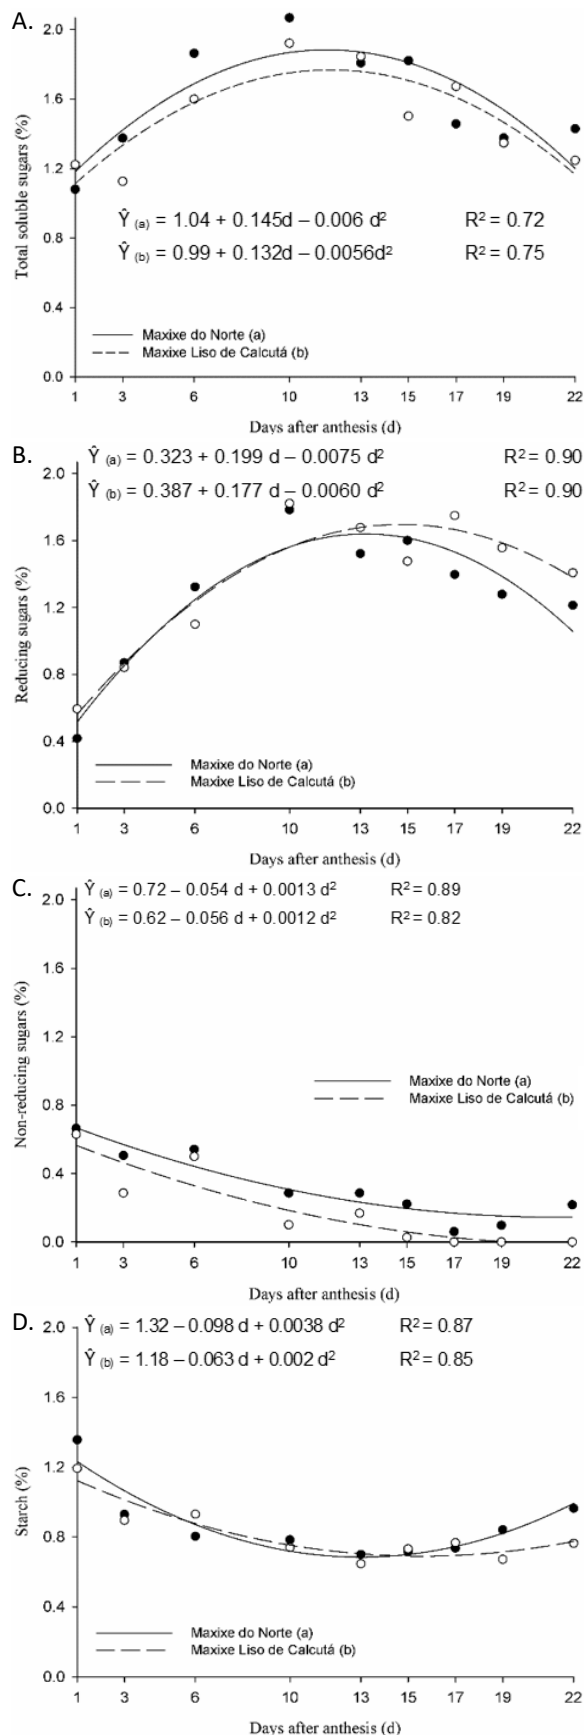 A.
Total soluble sugars (%)
2.0
1.6
1.2
0.8
0.4
0.0
Ŷ (a) = 1.04 + 0.145d – 0.006 d² R² = 0.72
Ŷ (b) = 0.99 + 0.132d – 0.0056d² R² = 0.75
Maxixe do Norte (a)
Maxixe Liso de Calcutá (b)
1 3 6 10 13 15 17 19 22
Days after anthesis (d)
B.
Ŷ (a) = 0.323 + 0.199 d – 0.0075 d² R² = 0.90
Ŷ (b) = 0.387 + 0.177 d – 0.0060 d² R² = 0.90
Reducing sugars (%)
2.0
1.6
1.2
0.8
0.4
0.0
Maxixe do Norte (a)
Maxixe Liso de Calcutá (b)
1 3 6 10 13 15 17 19 22
Days after anthesis (d)
C.
Ŷ (a) = 0.72 – 0.054 d + 0.0013 d² R² = 0.89
Ŷ (b) = 0.62 – 0.056 d + 0.0012 d² R² = 0.82
Non-reducing sugars (%)
2.0
1.6
1.2
0.8
0.4
0.0
Maxixe do Norte (a)
Maxixe Liso de Calcutá (b)
1 3 6 10 13 15 17 19 22
Days after anthesis (d)
D.
Ŷ (a) = 1.32 – 0.098 d + 0.0038 d² R² = 0.87
Ŷ (b) = 1.18 – 0.063 d + 0.002 d² R² = 0.85
Starch (%)
2.0
1.6
1.2
0.8
0.4
0.0
Maxixe do Norte (a)
Maxixe Liso de Calcutá (b)
1 3 6 10 13 15 17 19 22
Days after anthesis (d)